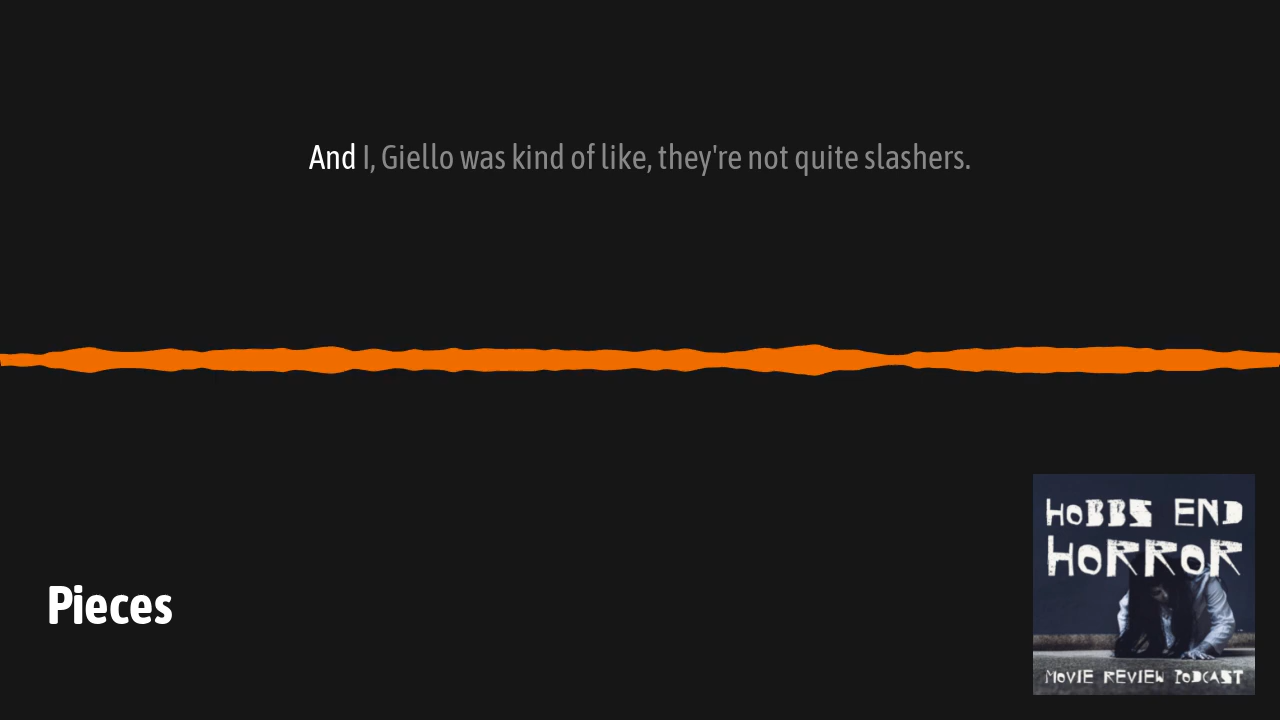 And I, Giello was kind of like, they're not quite slashers.
Pieces
HOBBS END
HORROR
MOVIE REVIEW PODCAST